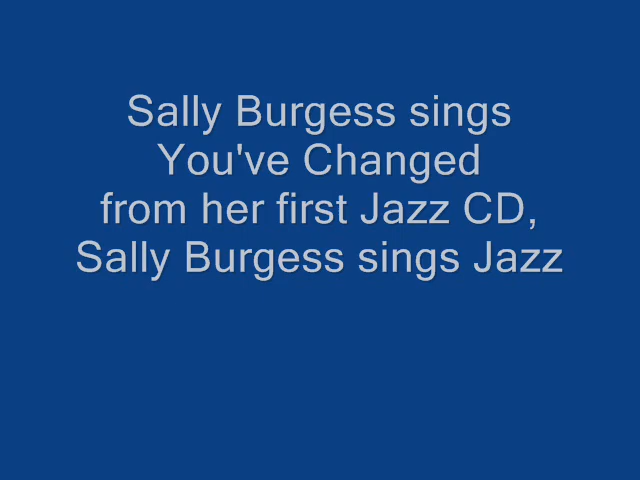 Sally Burgess sings
You've Changed
from her first Jazz CD,
Sally Burgess sings Jazz